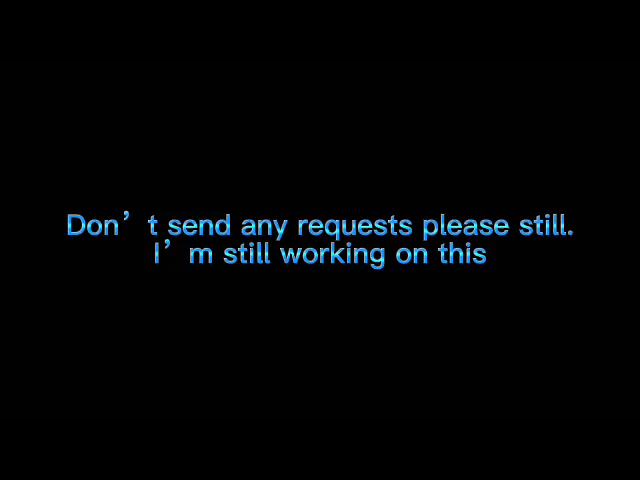 Don’t send any requests please still.
I’m still working on this